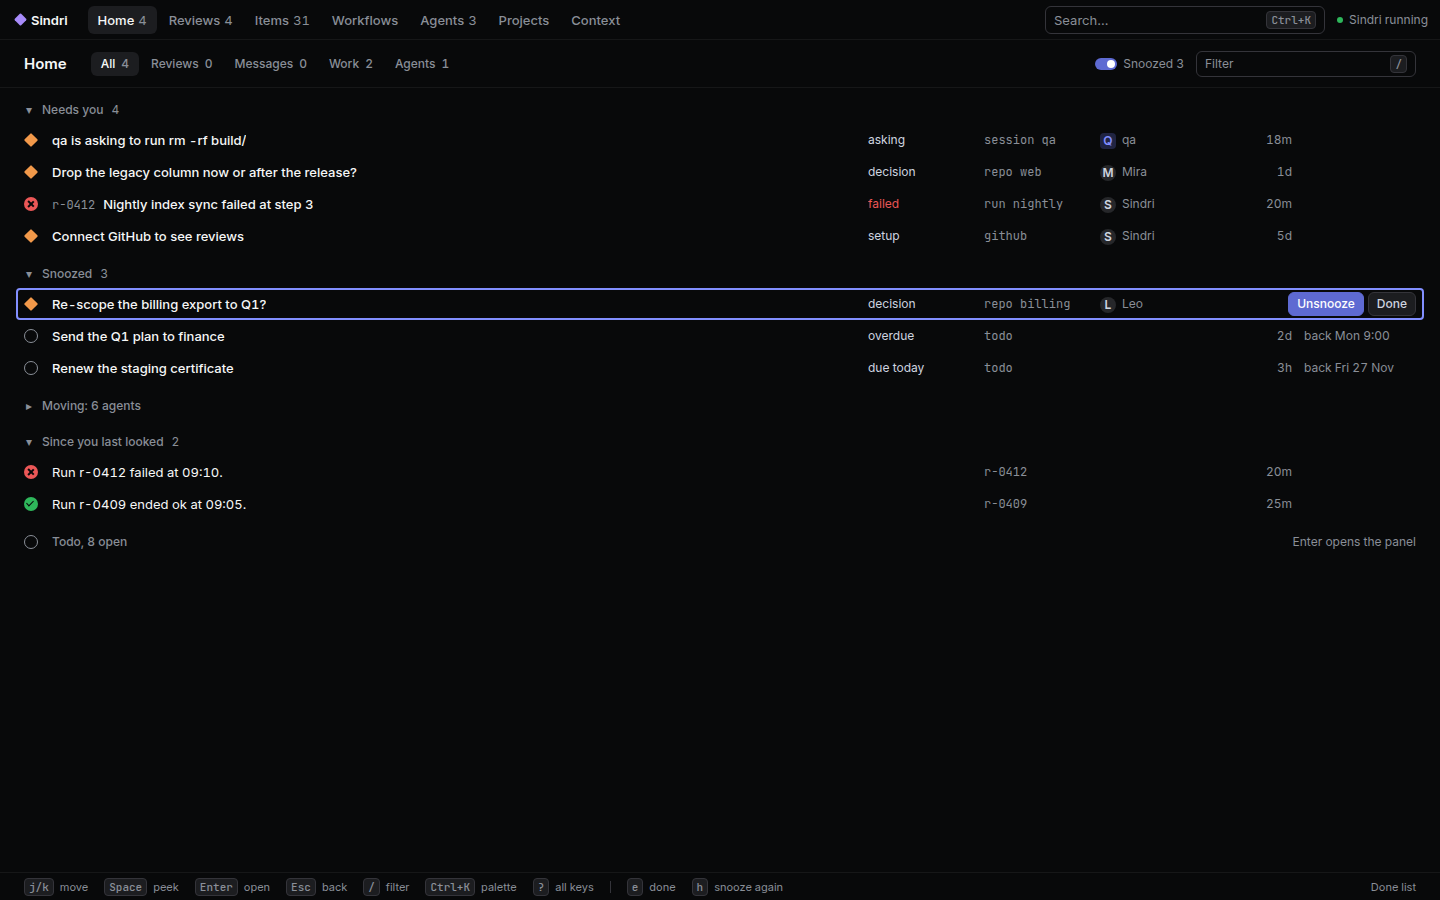 Sindri Home 4 Reviews 4 Items 31 Workflows Agents 3 Projects Context Search... Ctrl+K Sindri running
Home All 4 Reviews 0 Messages 0 Work 2 Agents 1 Snoozed 3 Filter /
Needs you 4
qa is asking to run rm -rf build/ asking session qa Q qa 18m
Drop the legacy column now or after the release? decision repo web M Mira 1d
r-0412 Nightly index sync failed at step 3 failed run nightly S Sindri 20m
Connect GitHub to see reviews setup github S Sindri 5d
Snoozed 3
Re-scope the billing export to Q1? decision repo billing L Leo Unsnooze Done
Send the Q1 plan to finance overdue todo 2d back Mon 9:00
Renew the staging certificate due today todo 3h back Fri 27 Nov
Moving: 6 agents
Since you last looked 2
Run r-0412 failed at 09:10. r-0412 20m
Run r-0409 ended ok at 09:05. r-0409 25m
Todo, 8 open Enter opens the panel
j/k move Space peek Enter open Esc back / filter Ctrl+K palette ? all keys e done h snooze again Done list